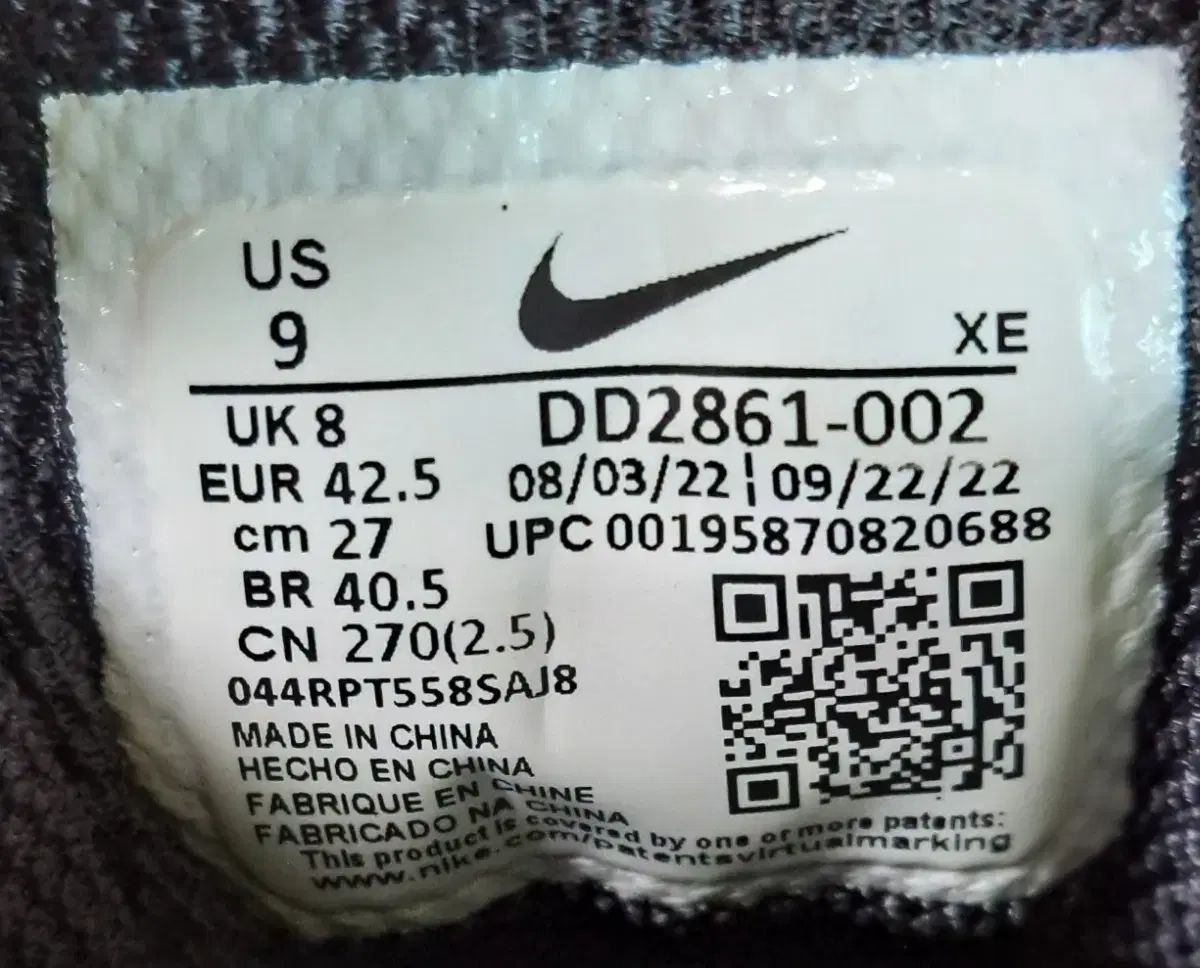 US
9
XE
UK 8 DD2861-002
EUR 42.5 08/03/22 ¦ 09/22/22
cm 27 UPC 00195870820688
BR 40.5
CN 270(2.5)
044RPT558SAJ8
MADE IN CHINA
HECHO EN CHINA
FABRIQUE EN CHINE
FABRICADO NA CHINA
This product is covered by one or more patents:
www.nike.com/patentsvirtualmarking